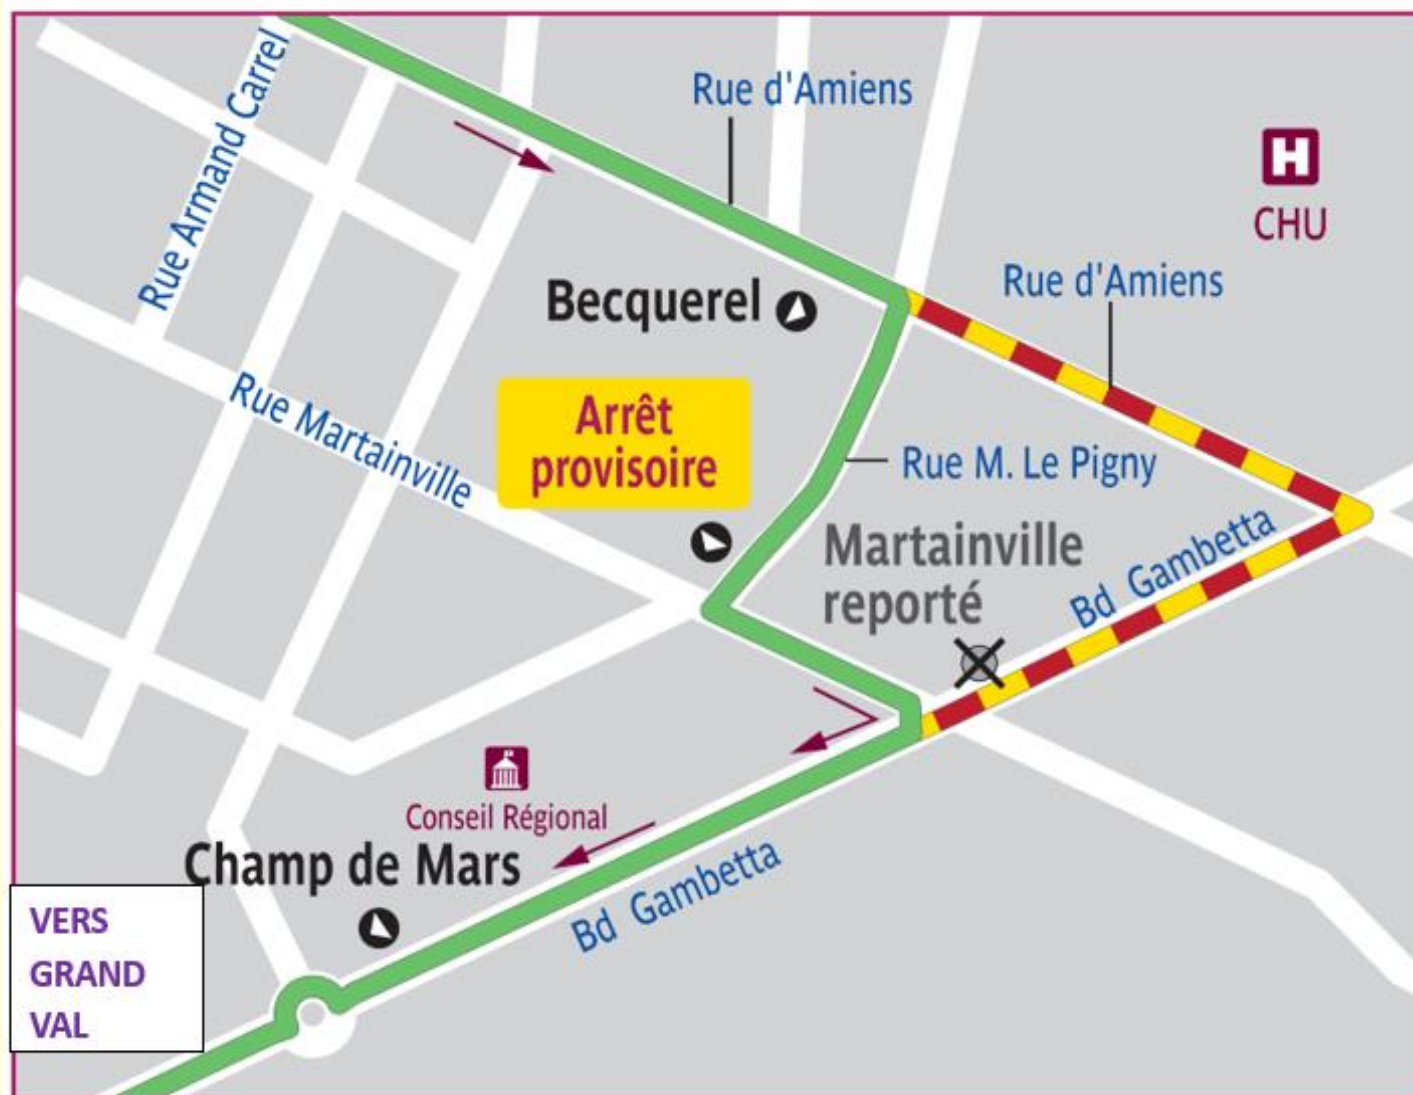 Rue Armand Carrel
Rue d'Amiens
H
CHU
Rue d'Amiens
Becquerel
Arrêt
provisoire
Rue Martainville
Rue M. Le Pigny
Martainville
reporté
Bd Gambetta
Conseil Régional
Champ de Mars
Bd Gambetta
VERS
GRAND
VAL